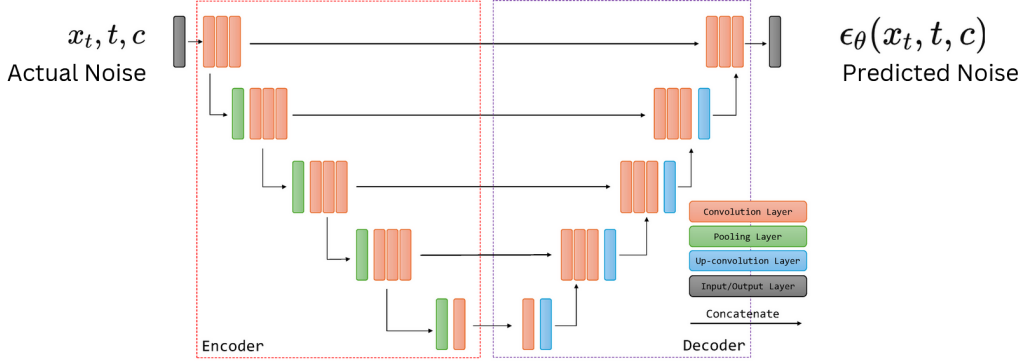 x_t, t, c
Actual Noise
ϵ_θ(x_t, t, c)
Predicted Noise
Convolution Layer
Pooling Layer
Up-convolution Layer
Input/Output Layer
Concatenate
Encoder
Decoder